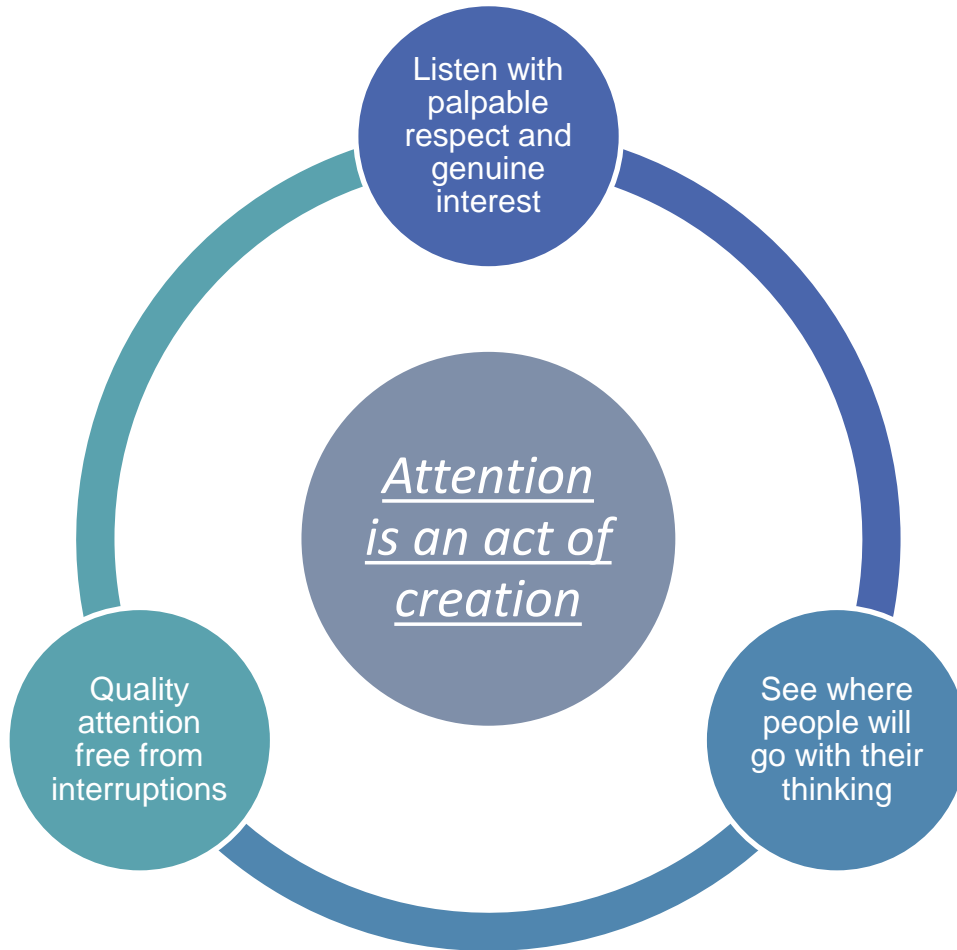 Listen with
palpable
respect and
genuine
interest
Attention
is an act of
creation
Quality
attention
free from
interruptions
See where
people will
go with their
thinking